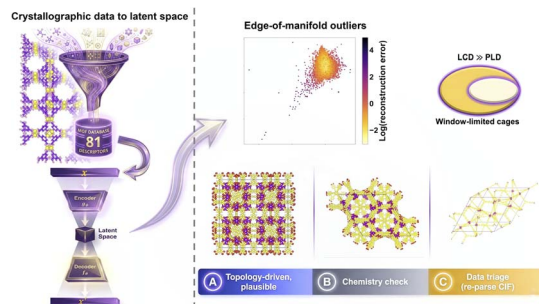 Crystallographic data to latent space
MOF DATABASE
81
DESCRIPTORS
x
Encoder
Latent
Space
Decoder
Edge-of-manifold outliers
4
2
0
−2
Log(reconstruction error)
LCD ≫ PLD
Window-limited cages
A Topology-driven,
plausible
B Chemistry check
C Data triage
(re-parse CIF)